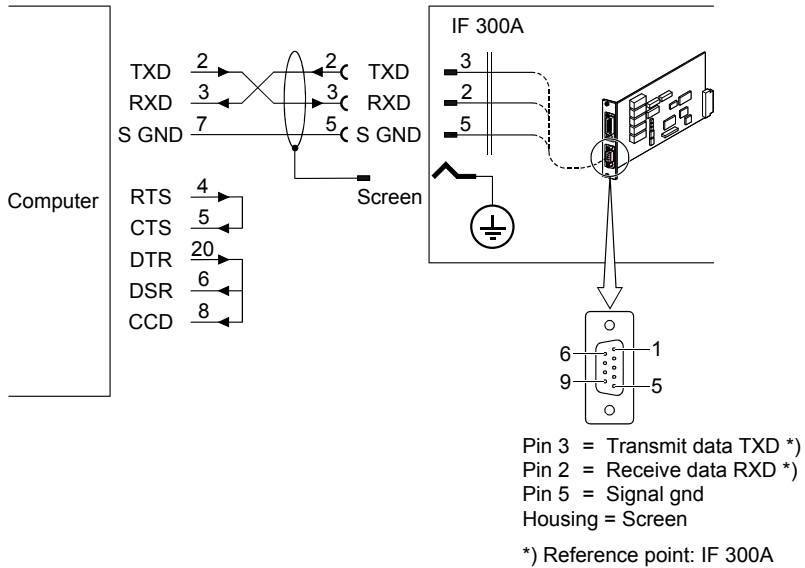 IF 300A
TXD 2 2 TXD 3
RXD 3 3 RXD 2
S GND 7 5 S GND 5
Screen
Computer
RTS 4
CTS 5
DTR 20
DSR 6
CCD 8
6 1
9 5
Pin 3 = Transmit data TXD *)
Pin 2 = Receive data RXD *)
Pin 5 = Signal gnd
Housing = Screen
*) Reference point: IF 300A